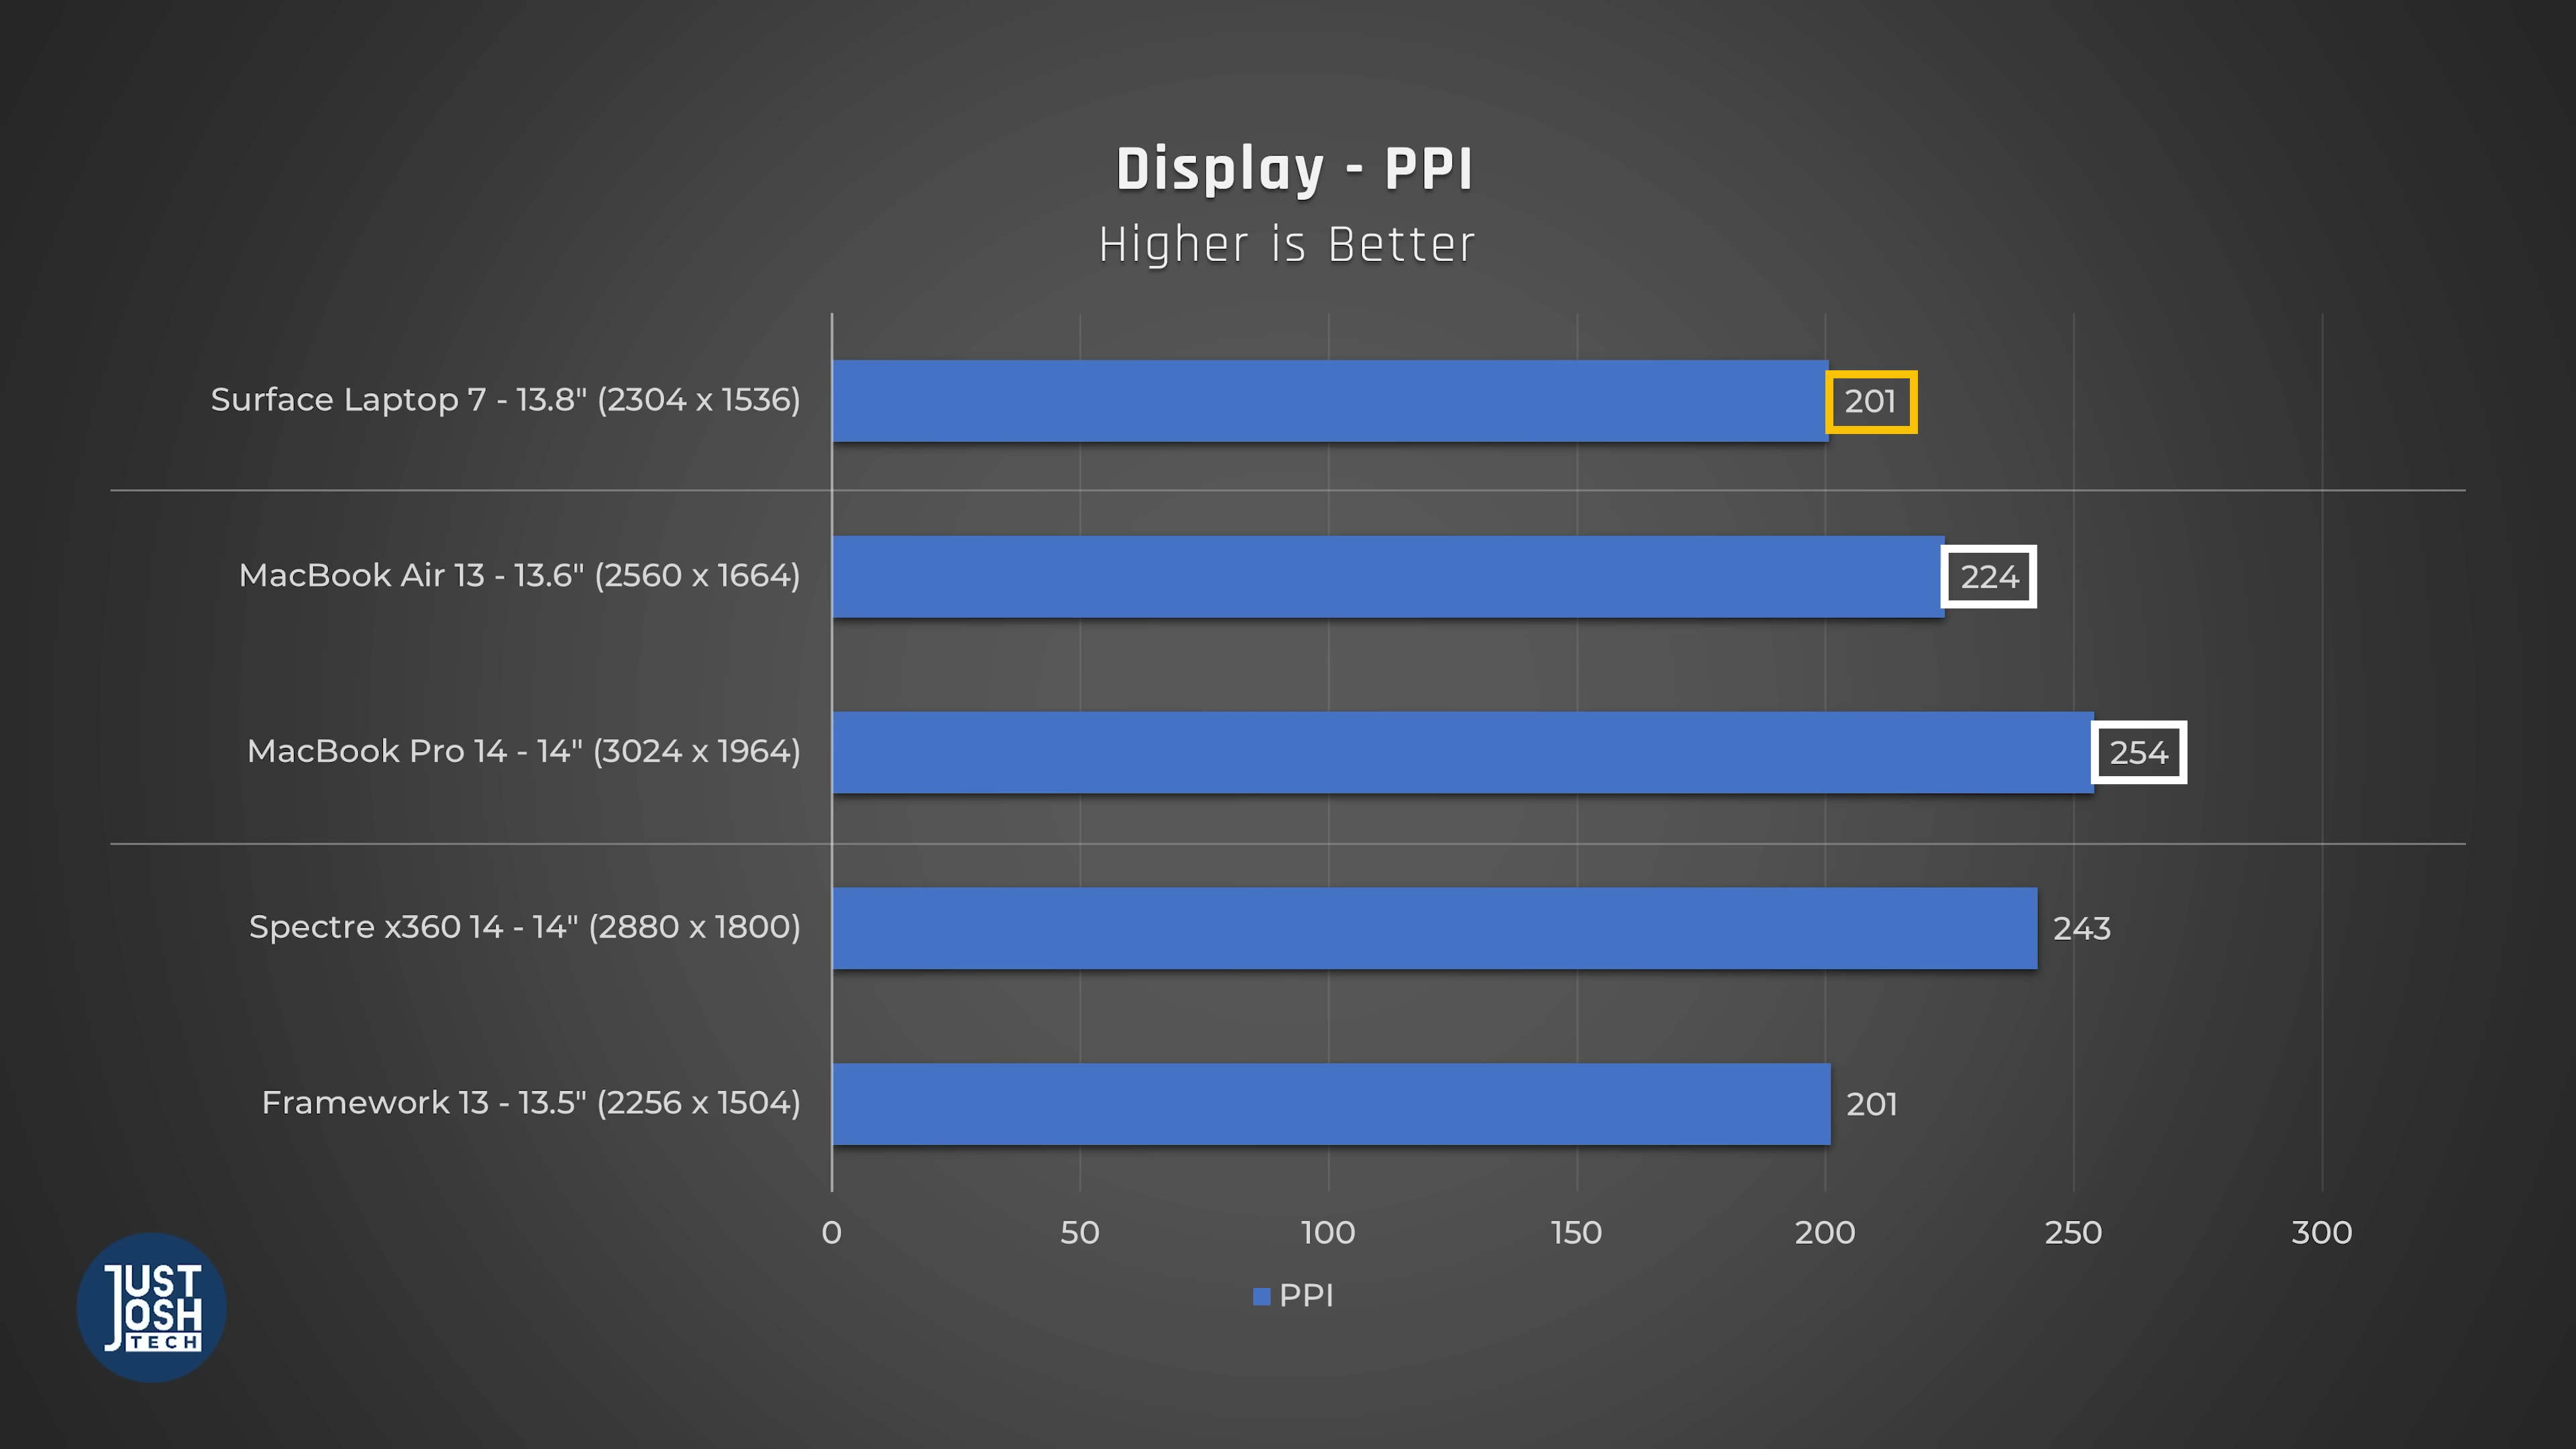 Display - PPI
Higher is Better
Surface Laptop 7 - 13.8" (2304 x 1536)
201
MacBook Air 13 - 13.6" (2560 x 1664)
224
MacBook Pro 14 - 14" (3024 x 1964)
254
Spectre x360 14 - 14" (2880 x 1800)
243
Framework 13 - 13.5" (2256 x 1504)
201
0 50 100 150 200 250 300
PPI
JUST
JOSH
TECH